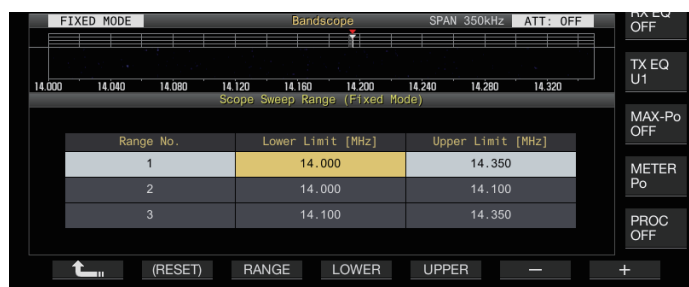 FIXED MODE Bandscope SPAN 350kHz ATT: OFF
RX EQ
OFF
14.000 14.040 14.080 14.120 14.160 14.200 14.240 14.280 14.320
TX EQ
U1
Scope Sweep Range (Fixed Mode)
MAX-Po
OFF
Range No. Lower Limit [MHz] Upper Limit [MHz]
1 14.000 14.350
METER
Po
2 14.000 14.100
3 14.100 14.350
PROC
OFF
(RESET) RANGE LOWER UPPER — +